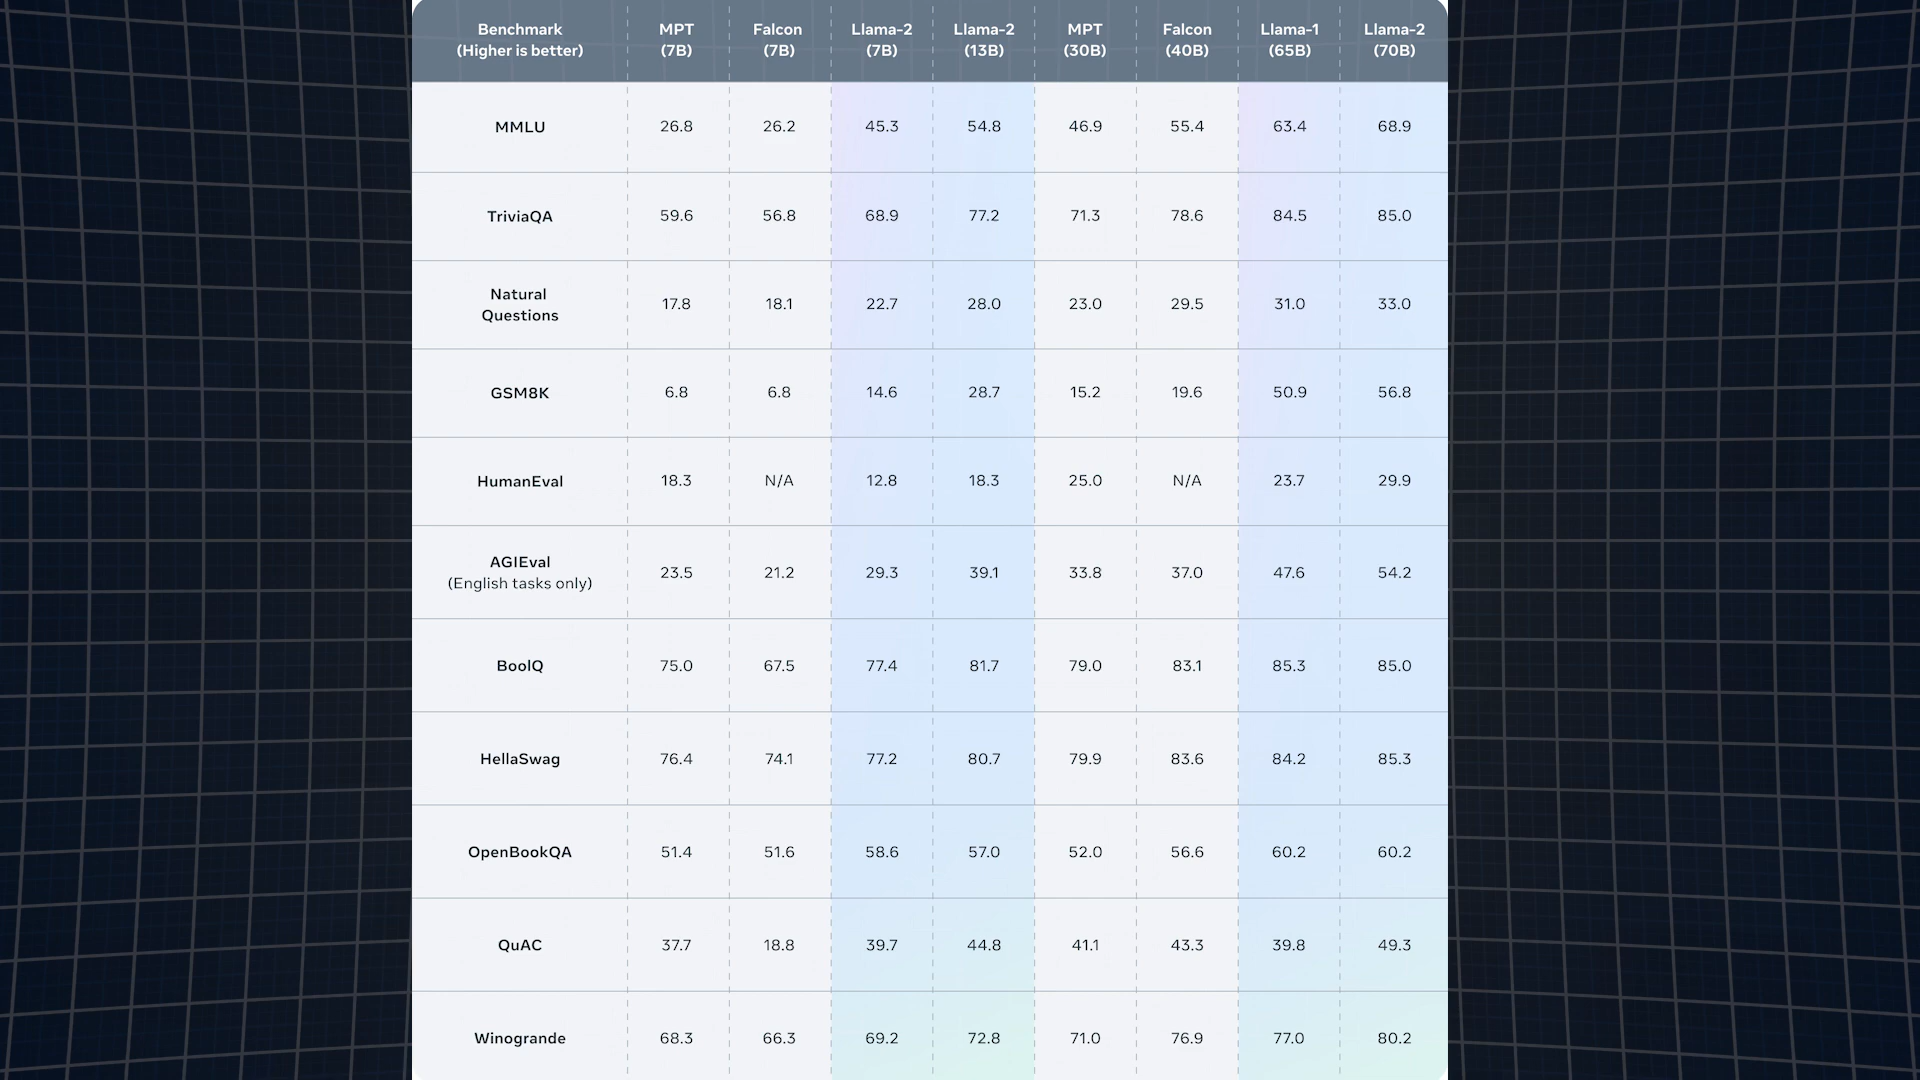 Benchmark (Higher is better) MPT (7B) Falcon (7B) Llama-2 (7B) Llama-2 (13B) MPT (30B) Falcon (40B) Llama-1 (65B) Llama-2 (70B)
MMLU 26.8 26.2 45.3 54.8 46.9 55.4 63.4 68.9
TriviaQA 59.6 56.8 68.9 77.2 71.3 78.6 84.5 85.0
Natural Questions 17.8 18.1 22.7 28.0 23.0 29.5 31.0 33.0
GSM8K 6.8 6.8 14.6 28.7 15.2 19.6 50.9 56.8
HumanEval 18.3 N/A 12.8 18.3 25.0 N/A 23.7 29.9
AGIEval (English tasks only) 23.5 21.2 29.3 39.1 33.8 37.0 47.6 54.2
BoolQ 75.0 67.5 77.4 81.7 79.0 83.1 85.3 85.0
HellaSwag 76.4 74.1 77.2 80.7 79.9 83.6 84.2 85.3
OpenBookQA 51.4 51.6 58.6 57.0 52.0 56.6 60.2 60.2
QuAC 37.7 18.8 39.7 44.8 41.1 43.3 39.8 49.3
Winogrande 68.3 66.3 69.2 72.8 71.0 76.9 77.0 80.2